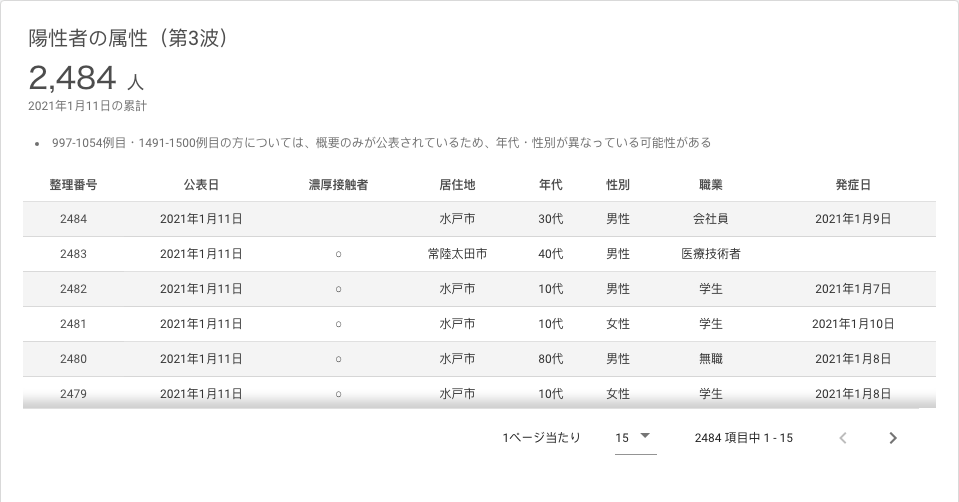 陽性者の属性（第3波）
2,484 人
2021年1月11日の累計
• 997-1054例目・1491-1500例目の方については、概要のみが公表されているため、年代・性別が異なっている可能性がある
整理番号 公表日 濃厚接触者 居住地 年代 性別 職業 発症日
2484 2021年1月11日 水戸市 30代 男性 会社員 2021年1月9日
2483 2021年1月11日 ○ 常陸太田市 40代 男性 医療技術者
2482 2021年1月11日 ○ 水戸市 10代 男性 学生 2021年1月7日
2481 2021年1月11日 ○ 水戸市 10代 女性 学生 2021年1月10日
2480 2021年1月11日 ○ 水戸市 80代 男性 無職 2021年1月8日
2479 2021年1月11日 ○ 水戸市 10代 女性 学生 2021年1月8日
1ページ当たり 15 2484 項目中 1 - 15